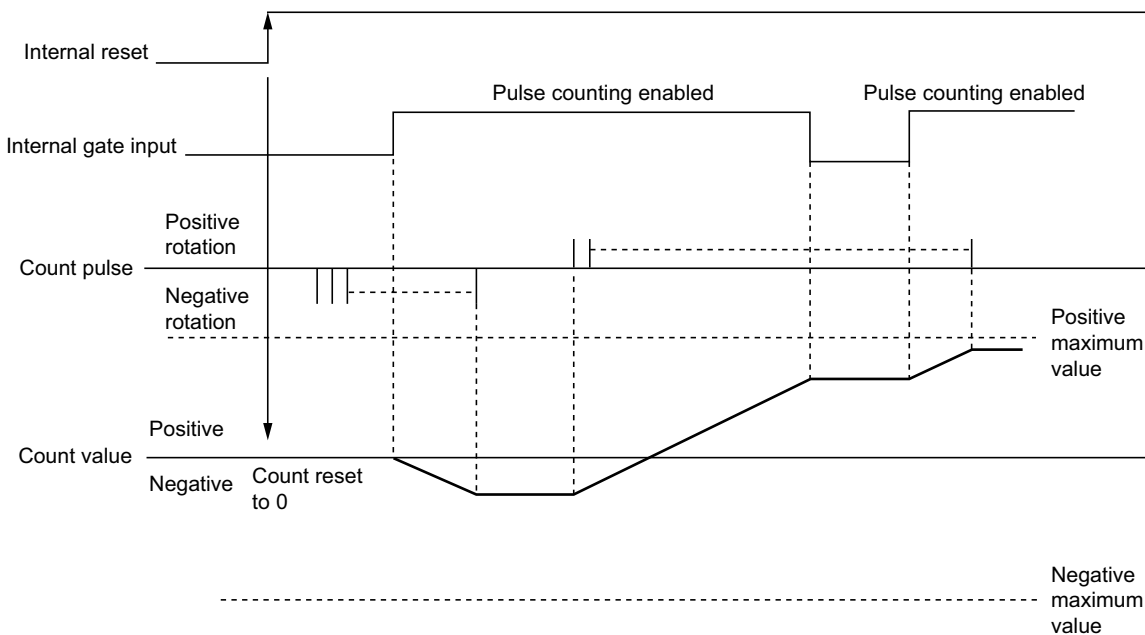 Internal reset
Pulse counting enabled
Pulse counting enabled
Internal gate input
Positive
rotation
Count pulse
Negative
rotation
Positive
maximum
value
Positive
Count value
Negative
Count reset
to 0
Negative
maximum
value